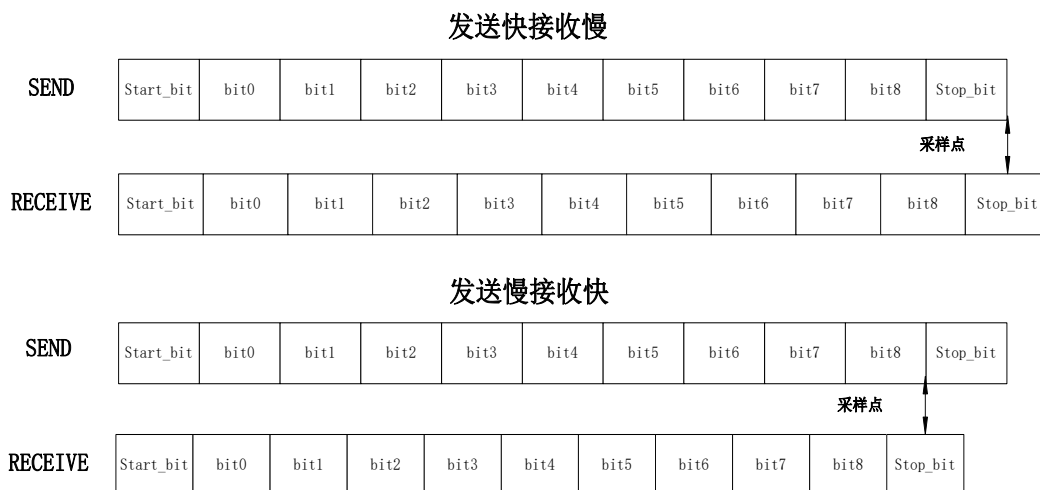 发送快接收慢
SEND Start_bit bit0 bit1 bit2 bit3 bit4 bit5 bit6 bit7 bit8 Stop_bit
采样点
RECEIVE Start_bit bit0 bit1 bit2 bit3 bit4 bit5 bit6 bit7 bit8 Stop_bit
发送慢接收快
SEND Start_bit bit0 bit1 bit2 bit3 bit4 bit5 bit6 bit7 bit8 Stop_bit
采样点
RECEIVE Start_bit bit0 bit1 bit2 bit3 bit4 bit5 bit6 bit7 bit8 Stop_bit